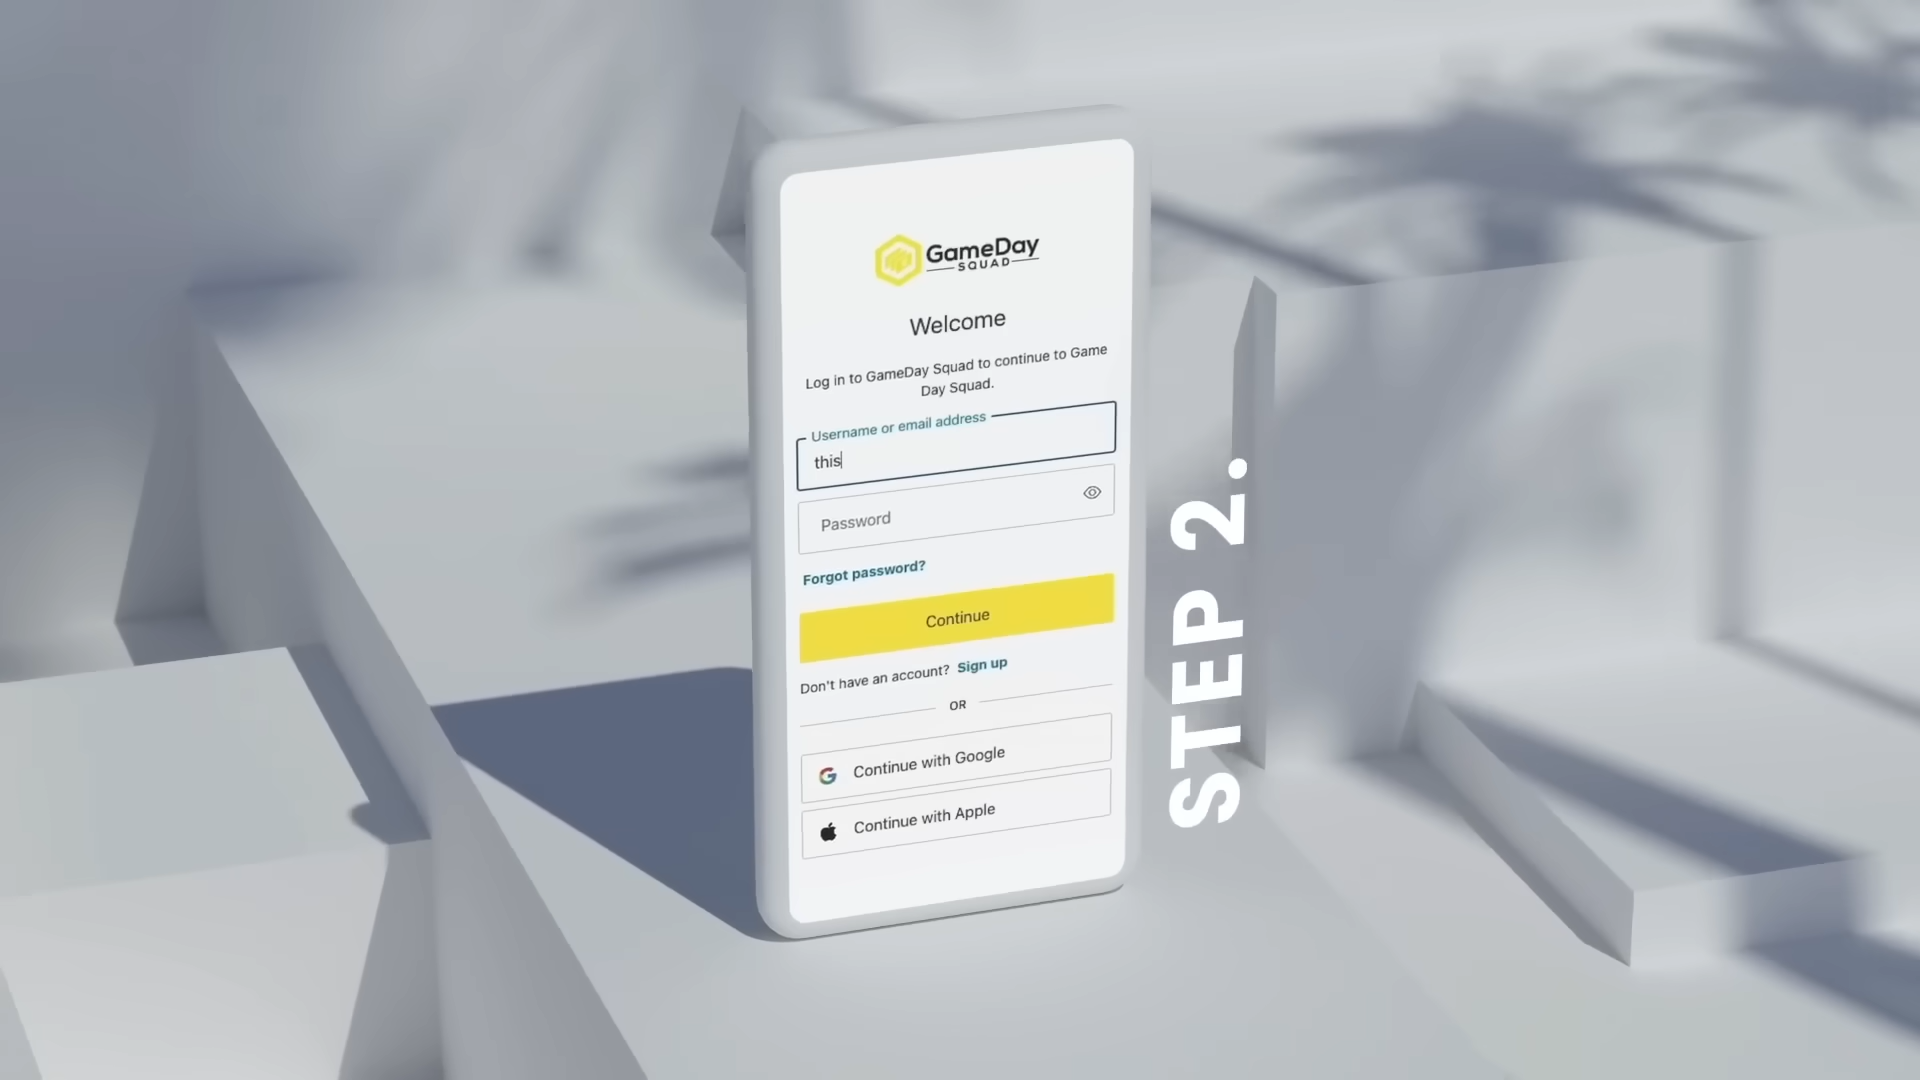 GameDay
SQUAD
Welcome
Log in to GameDay Squad to continue to Game
Day Squad.
Username or email address
this
Password
Forgot password?
Continue
Don't have an account? Sign up
OR
Continue with Google
Continue with Apple
STEP 2.